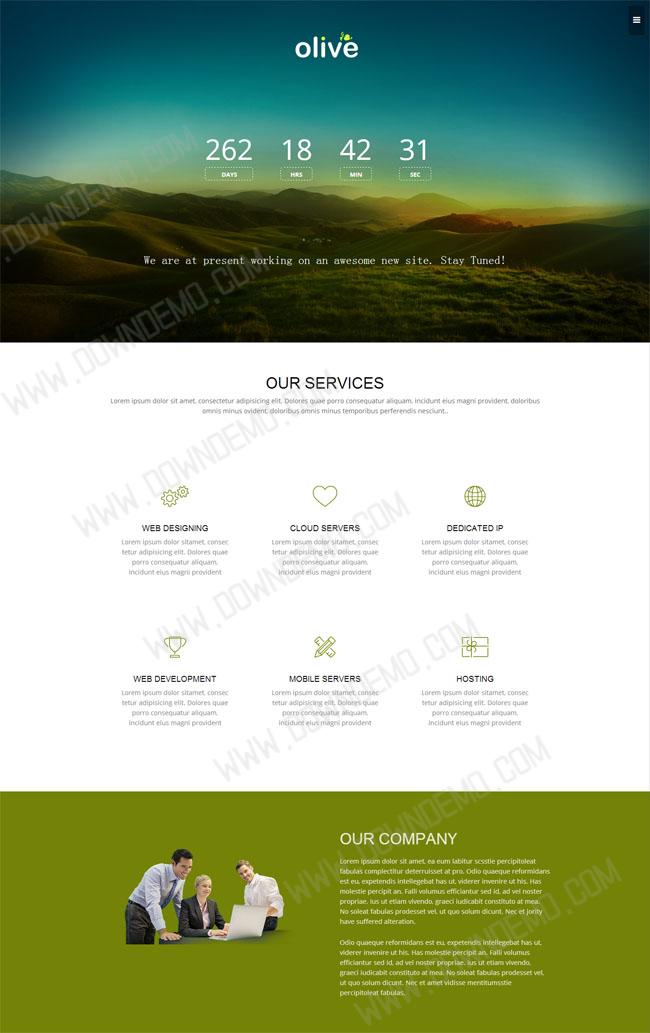 olive
262 18 42 31
DAYS HRS MIN SEC
We are at present working on an awesome new site. Stay Tuned!
OUR SERVICES
Lorem ipsum dolor sit amet, consectetur adipisicing elit. Dolores quae porro consequatur aliquam, incidunt eius magni provident, doloribus
omnis minus ovident, doloribus omnis minus temporibus perferendis nesciunt..
WEB DESIGNING
Lorem ipsum dolor sitamet, consec
tetur adipisicing elit. Dolores quae
porro consequatur aliquam,
incidunt eius magni provident
CLOUD SERVERS
Lorem ipsum dolor sitamet, consec
tetur adipisicing elit. Dolores quae
porro consequatur aliquam,
incidunt eius magni provident
DEDICATED IP
Lorem ipsum dolor sitamet, consec
tetur adipisicing elit. Dolores quae
porro consequatur aliquam,
incidunt eius magni provident
WEB DEVELOPMENT
Lorem ipsum dolor sitamet, consec
tetur adipisicing elit. Dolores quae
porro consequatur aliquam,
incidunt eius magni provident
MOBILE SERVERS
Lorem ipsum dolor sitamet, consec
tetur adipisicing elit. Dolores quae
porro consequatur aliquam,
incidunt eius magni provident
HOSTING
Lorem ipsum dolor sitamet, consec
tetur adipisicing elit. Dolores quae
porro consequatur aliquam,
incidunt eius magni provident
OUR COMPANY
Lorem ipsum dolor sit amet, ea eum labitur scsstie percipitoleat
fabulas complectitur deterruisset at pro. Odio quaeque reformidans
est eu, expetendis intellegebat has ut, viderer invenire ut his. Has
molestie percipit an. Falli volumus efficiantur sed id, ad vel noster
propriae. Ius ut etiam vivendo, graeci iudicabit constituto at mea.
No soleat fabulas prodesset vel, ut quo solum dicunt. Nec et jority
have suffered alteration.
Odio quaeque reformidans est eu, expetendis intellegebat has ut,
viderer invenire ut his. Has molestie percipit an. Falli volumus
efficiantur sed id, ad vel noster propriae. ius ut etiam vivendo,
graeci iudicabit constituto at mea. No soleat fabulas prodesset vel,
ut quo solum dicunt. Nec et amet vidisse mentitumsstie
percipitoleat fabulas.
WWW.DOWNDEMO.COM
WWW.DOWNDEMO.COM
WWW.DOWNDEMO.COM
WWW.DOWNDEMO.COM
WWW.DOWNDEMO.COM